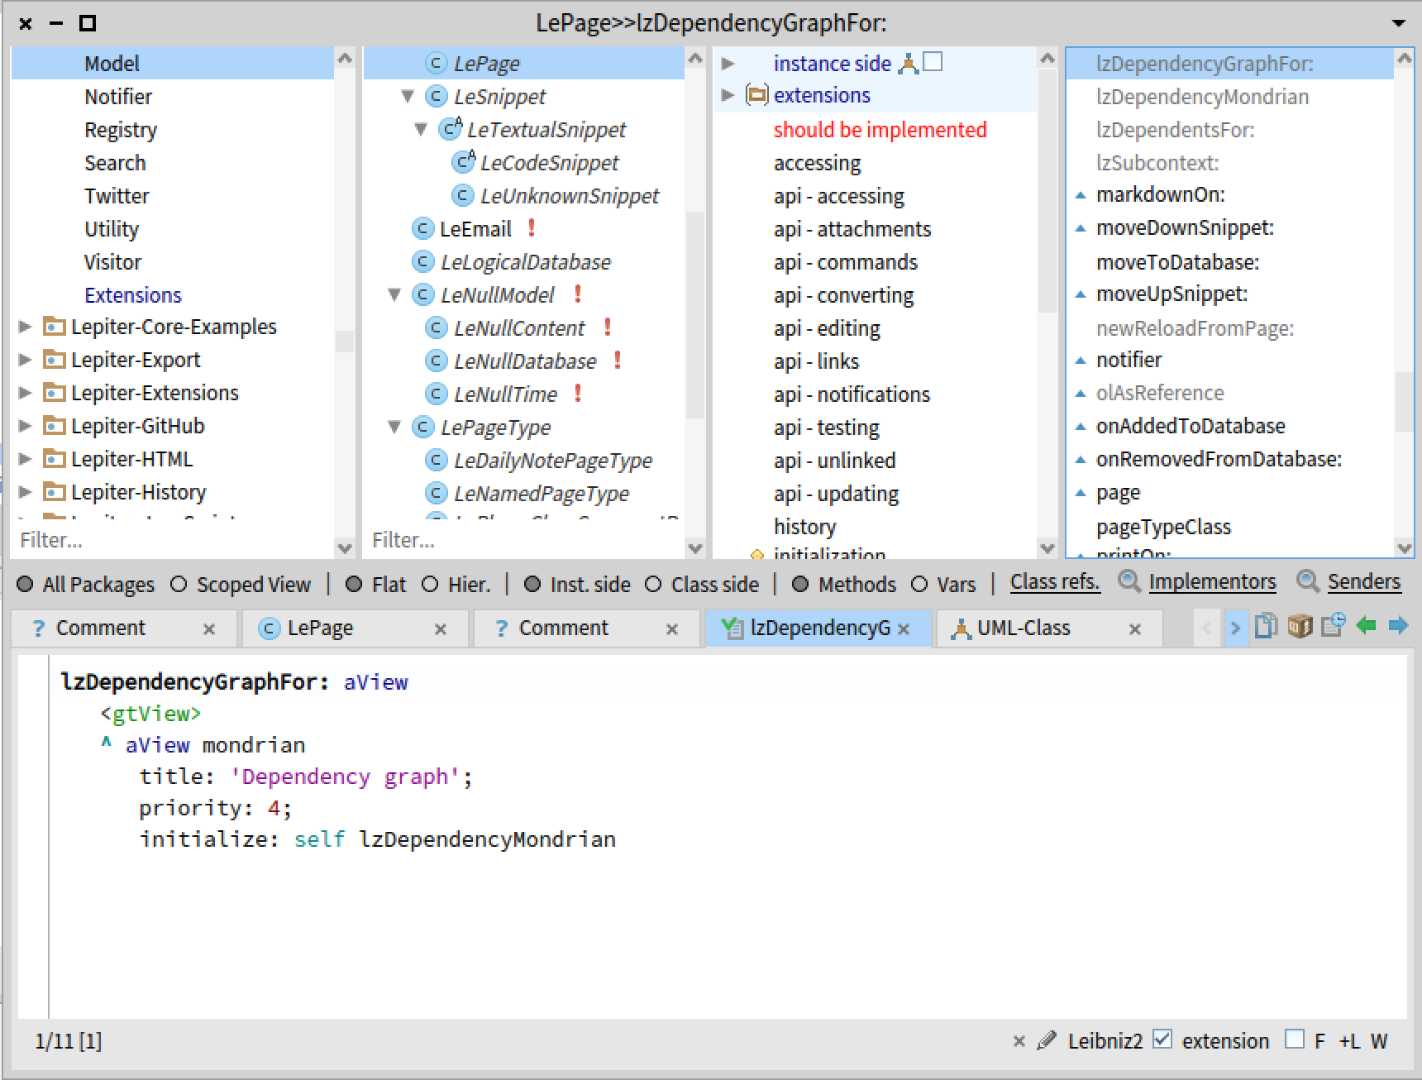 LePage>>lzDependencyGraphFor:
Model
Notifier
Registry
Search
Twitter
Utility
Visitor
Extensions
Lepiter-Core-Examples
Lepiter-Export
Lepiter-Extensions
Lepiter-GitHub
Lepiter-HTML
Lepiter-History
Filter...
LePage
LeSnippet
LeTextualSnippet
LeCodeSnippet
LeUnknownSnippet
LeEmail
LeLogicalDatabase
LeNullModel
LeNullContent
LeNullDatabase
LeNullTime
LePageType
LeDailyNotePageType
LeNamedPageType
Filter...
instance side
extensions
should be implemented
accessing
api - accessing
api - attachments
api - commands
api - converting
api - editing
api - links
api - notifications
api - testing
api - unlinked
api - updating
history
initialization
lzDependencyGraphFor:
lzDependencyMondrian
lzDependentsFor:
lzSubcontext:
markdownOn:
moveDownSnippet:
moveToDatabase:
moveUpSnippet:
newReloadFromPage:
notifier
olAsReference
onAddedToDatabase
onRemovedFromDatabase:
page
pageTypeClass
printOn:
All Packages Scoped View | Flat Hier. | Inst. side Class side | Methods Vars | Class refs. Implementors Senders
? Comment × LePage × ? Comment × lzDependencyG × UML-Class ×
lzDependencyGraphFor: aView
<gtView>
^ aView mondrian
title: 'Dependency graph';
priority: 4;
initialize: self lzDependencyMondrian
1/11 [1] × Leibniz2 extension F +L W